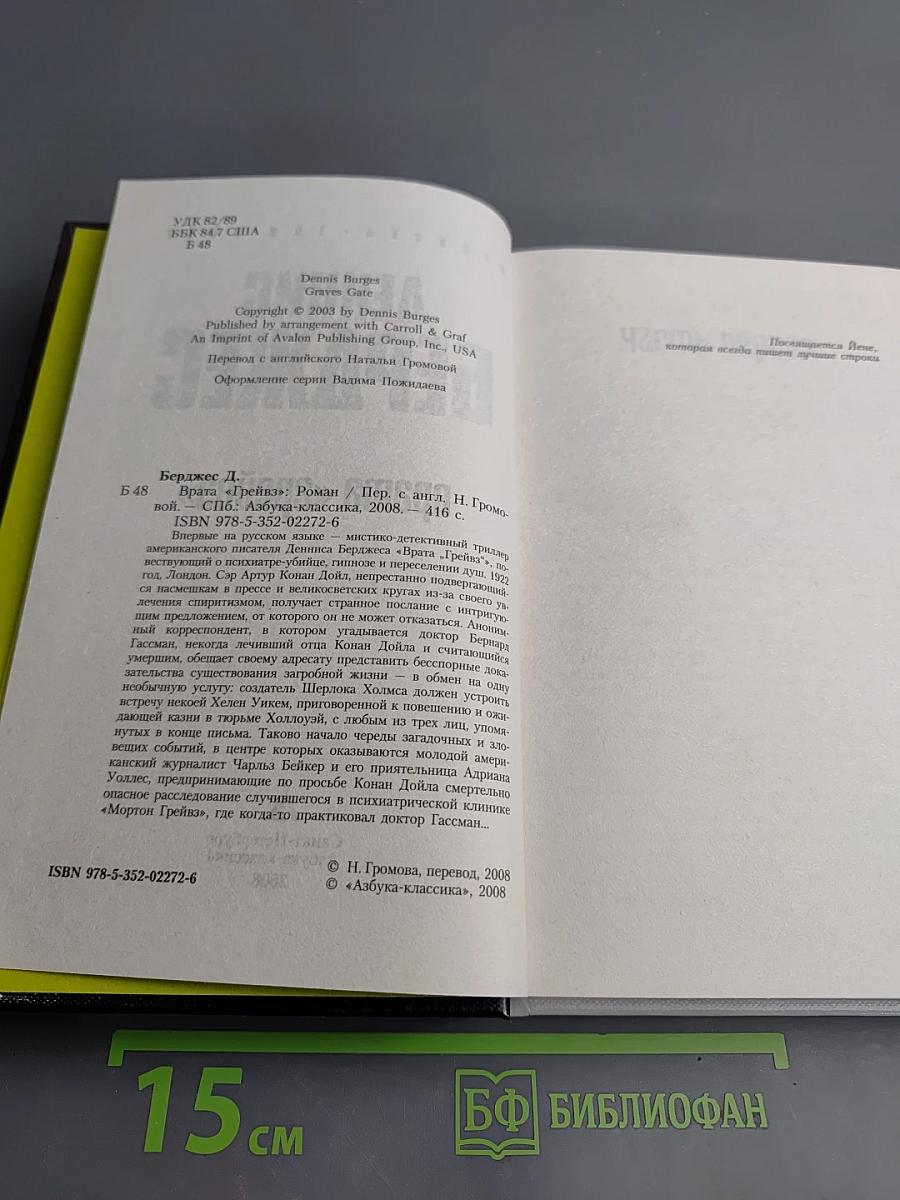 УДК 82/89
ББК 84.7 США
Б 48
Dennis Burges
Graves Gate
Copyright © 2003 by Dennis Burges
Published by arrangement with Carroll & Graf
An Imprint of Avalon Publishing Group, Inc., USA
Перевод с английского Натальи Громовой
Оформление серии Вадима Пожидаева
Берджес Д.
Б 48 Врата «Грейвз»: Роман / Пер. с англ. Н. Громо-
вой. — СПб.: Азбука-классика, 2008. — 416 с.
ISBN 978-5-352-02272-6
Впервые на русском языке — мистико-детективный триллер
американского писателя Денниса Берджеса «Врата „Грейвз"», по-
вествующий о психиатре-убийце, гипнозе и переселении душ. 1922
год, Лондон. Сэр Артур Конан Дойл, непрестанно подвергающий-
ся насмешкам в прессе и великосветских кругах из-за своего ув-
лечения спиритизмом, получает странное послание с интригую-
щим предложением, от которого он не может отказаться. Аноним-
ный корреспондент, в котором угадывается доктор Бернард
Гассман, некогда лечивший отца Конан Дойла и считающийся
умершим, обещает своему адресату представить бесспорные дока-
зательства существования загробной жизни — в обмен на одну
необычную услугу: создатель Шерлока Холмса должен устроить
встречу некоей Хелен Уикем, приговоренной к повешению и ожи-
дающей казни в тюрьме Холлоуэй, с любым из трех лиц, упомя-
нутых в конце письма. Таково начало череды загадочных и зло-
вещих событий, в центре которых оказываются молодой амери-
канский журналист Чарльз Бейкер и его приятельница Адриана
Уоллес, предпринимающие по просьбе Конан Дойла смертельно
опасное расследование случившегося в психиатрической клинике
«Мортон Грейвз», где когда-то практиковал доктор Гассман...
ISBN 978-5-352-02272-6
© Н. Громова, перевод, 2008
© «Азбука-классика», 2008
Посвящается Йене,
которая всегда пишет лучшие строки
15 см
БФ БИБЛИОФАН